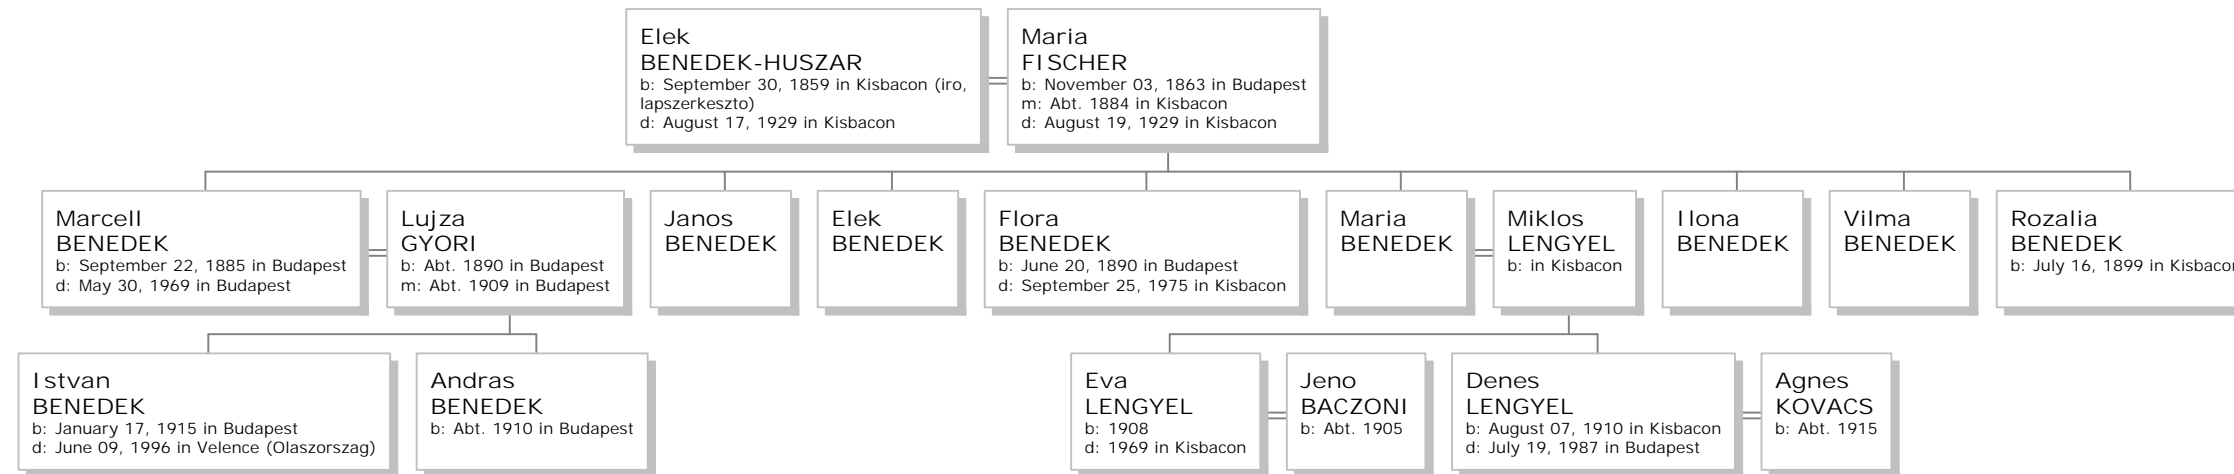 Elek
BENEDEK-HUSZAR
b: September 30, 1859 in Kisbacon (iro,
lapszerkeszto)
d: August 17, 1929 in Kisbacon
Maria
FISCHER
b: November 03, 1863 in Budapest
m: Abt. 1884 in Kisbacon
d: August 19, 1929 in Kisbacon
Marcell
BENEDEK
b: September 22, 1885 in Budapest
d: May 30, 1969 in Budapest
Lujza
GYORI
b: Abt. 1890 in Budapest
m: Abt. 1909 in Budapest
Janos
BENEDEK
Elek
BENEDEK
Flora
BENEDEK
b: June 20, 1890 in Budapest
d: September 25, 1975 in Kisbacon
Maria
BENEDEK
Miklos
LENGYEL
b: in Kisbacon
Ilona
BENEDEK
Vilma
BENEDEK
Rozalia
BENEDEK
b: July 16, 1899 in Kisbacon
Istvan
BENEDEK
b: January 17, 1915 in Budapest
d: June 09, 1996 in Velence (Olaszorszag)
Andras
BENEDEK
b: Abt. 1910 in Budapest
Eva
LENGYEL
b: 1908
d: 1969 in Kisbacon
Jeno
BACZONI
b: Abt. 1905
Denes
LENGYEL
b: August 07, 1910 in Kisbacon
d: July 19, 1987 in Budapest
Agnes
KOVACS
b: Abt. 1915